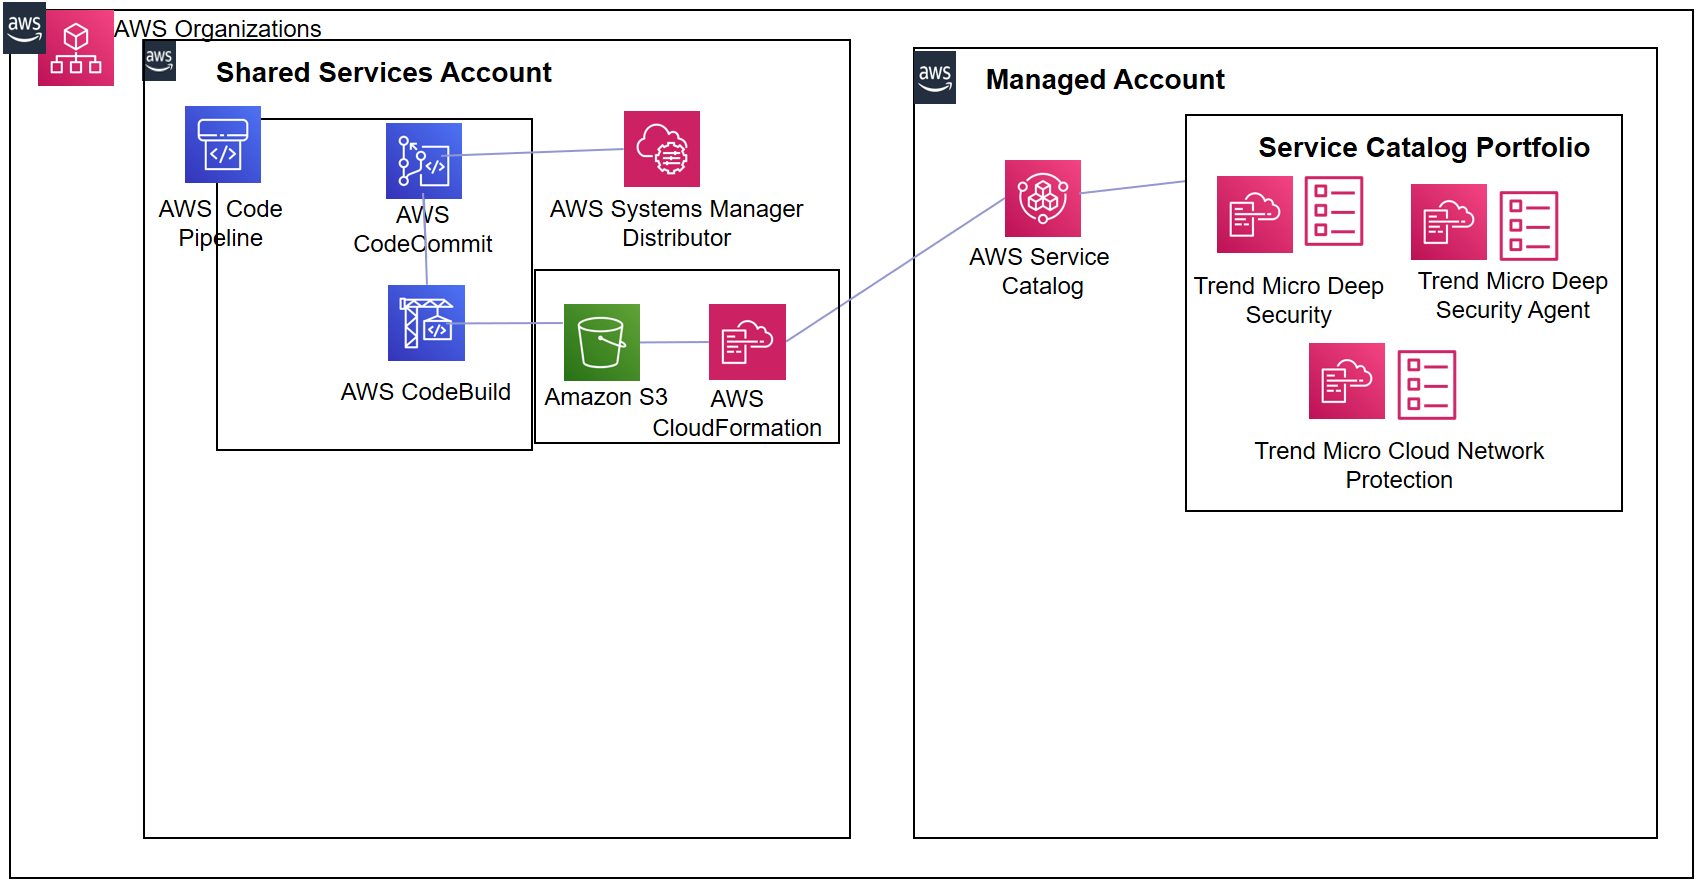 aws
AWS Organizations
aws
Shared Services Account
AWS Code
Pipeline
AWS
CodeCommit
AWS Systems Manager
Distributor
AWS CodeBuild
Amazon S3
AWS
CloudFormation
aws
Managed Account
AWS Service
Catalog
Service Catalog Portfolio
Trend Micro Deep
Security
Trend Micro Deep
Security Agent
Trend Micro Cloud Network
Protection